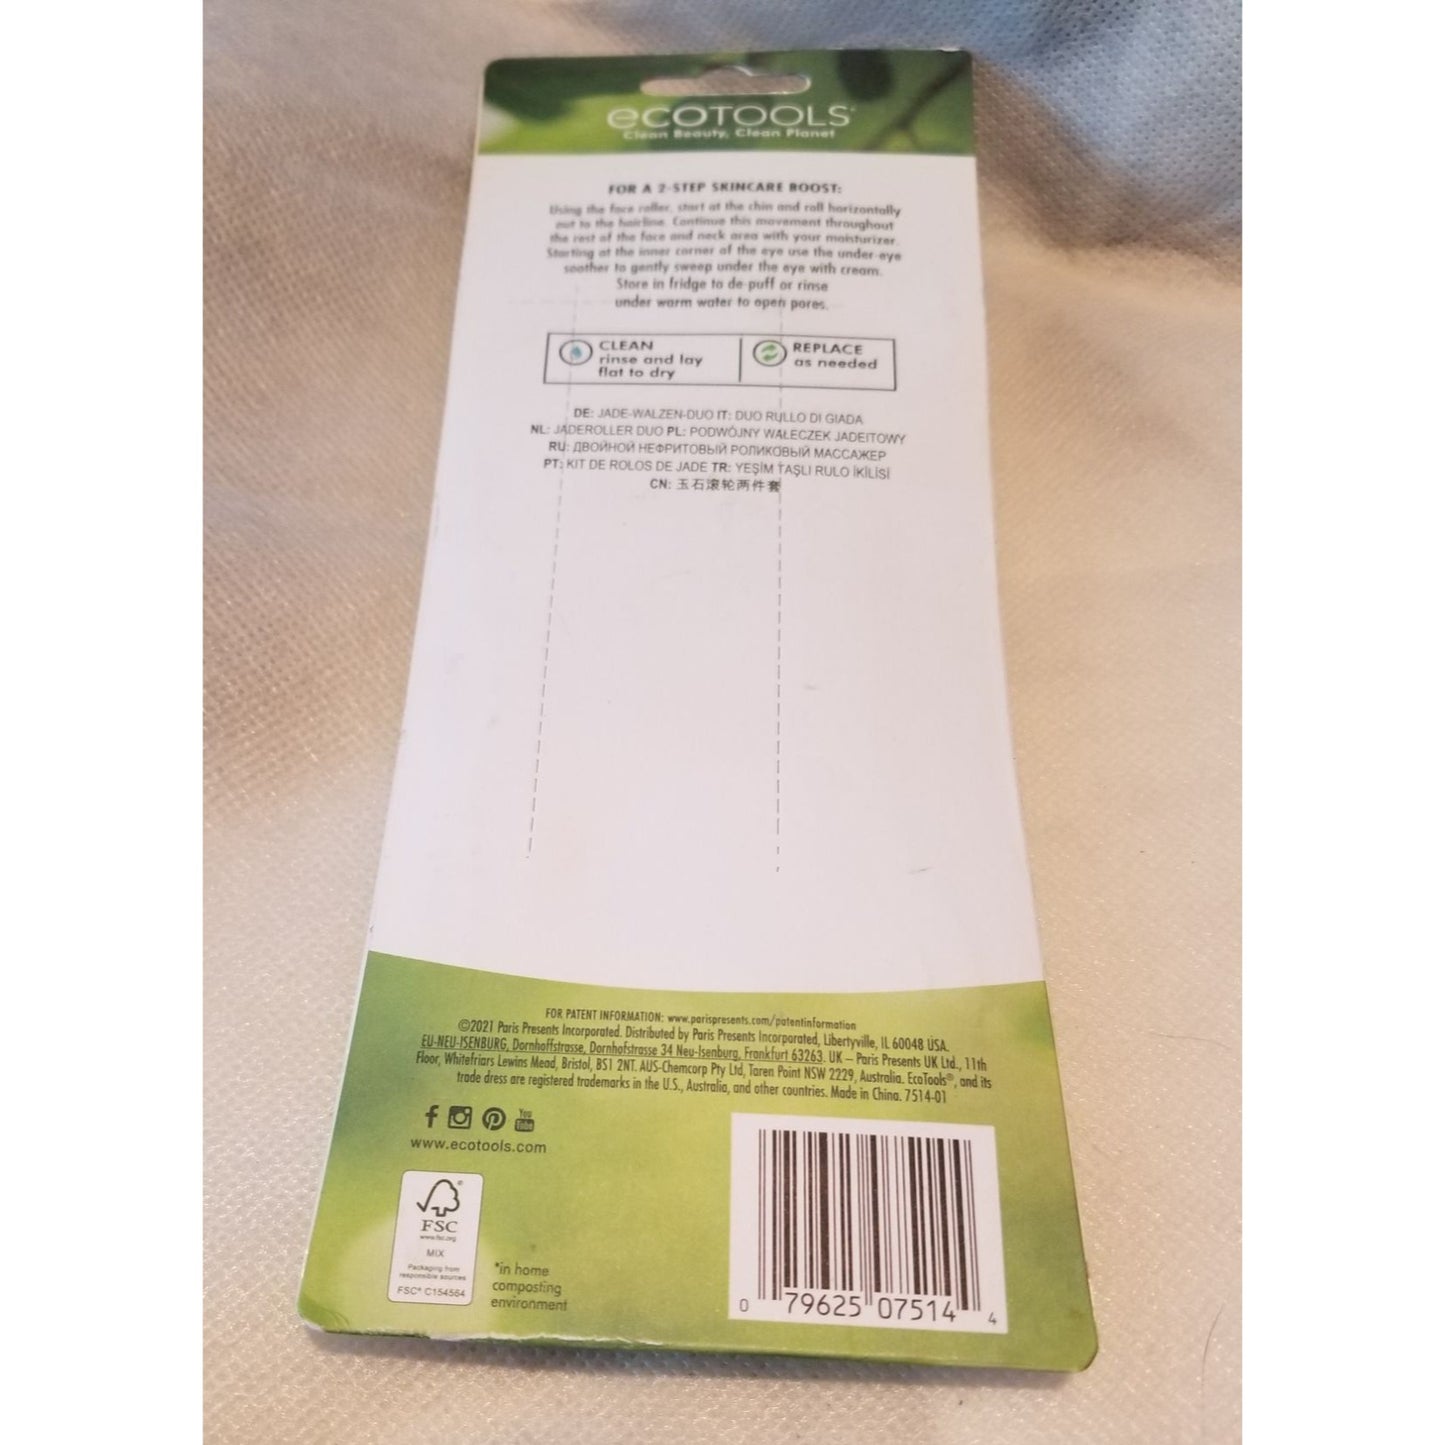 ecoTOOLS®
Clean Beauty, Clean Planet
FOR A 2-STEP SKINCARE BOOST:
Using the face roller, start at the chin and roll horizontally
out to the hairline. Continue this movement throughout
the rest of the face and neck area with your moisturizer.
Starting at the inner corner of the eye use the under-eye
soother to gently sweep under the eye with cream.
Store in fridge to de-puff or rinse
under warm water to open pores.
CLEAN
rinse and lay
flat to dry
REPLACE
as needed
DE: JADE-WALZEN-DUO IT: DUO RULLO DI GIADA
NL: JADEROLLER DUO PL: PODWÓJNY WAŁECZEK JADEITOWY
RU: ДВОЙНОЙ НЕФРИТОВЫЙ РОЛИКОВЫЙ МАССАЖЕР
PT: KIT DE ROLOS DE JADE TR: YEŞİM TAŞLI RULO İKİLİSİ
CN: 玉石滚轮两件套
FOR PATENT INFORMATION: www.parispresents.com/patentinformation
©2021 Paris Presents Incorporated. Distributed by Paris Presents Incorporated, Libertyville, IL 60048 USA.
EU-NEU-ISENBURG, Dornhoffstrasse, Dornhofstrasse 34 Neu-Isenburg, Frankfurt 63263. UK – Paris Presents UK Ltd., 11th
Floor, Whitefriars Lewins Mead, Bristol, BS1 2NT. AUS-Chemcorp Pty Ltd, Taren Point NSW 2229, Australia. EcoTools®, and its
trade dress are registered trademarks in the U.S., Australia, and other countries. Made in China. 7514-01
You
Tube
www.ecotools.com
FSC
www.fsc.org
MIX
Packaging from
responsible sources
FSC® C154564
*in home
composting
environment
0 79625 07514 4